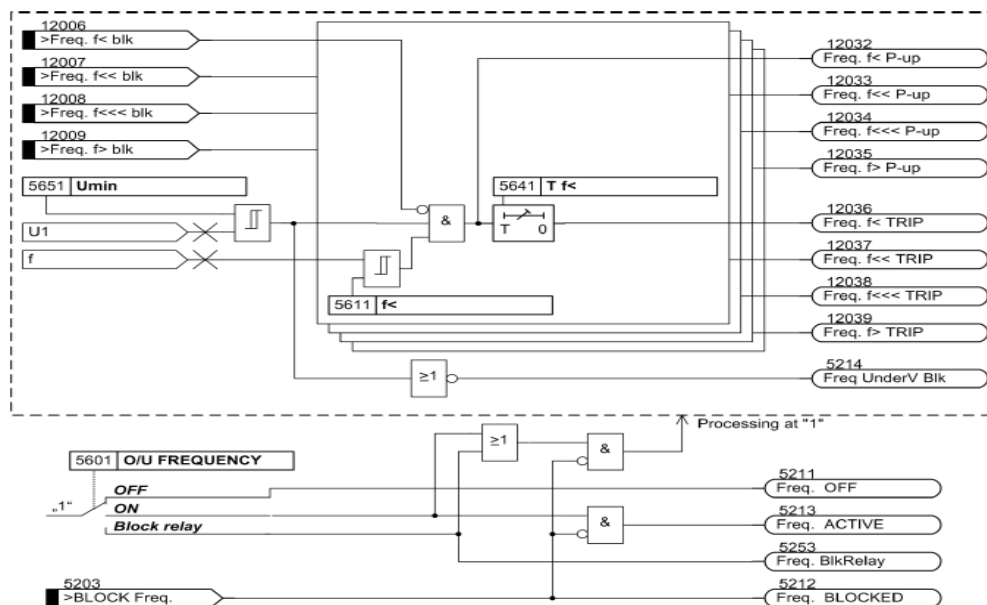 12006
>Freq. f< blk
12007
>Freq. f<< blk
12008
>Freq. f<<< blk
12009
>Freq. f> blk
5651 Umin
U1
f
5611 f<
&
5641 T f<
T 0
≥1
12032
Freq. f< P-up
12033
Freq. f<< P-up
12034
Freq. f<<< P-up
12035
Freq. f> P-up
12036
Freq. f< TRIP
12037
Freq. f<< TRIP
12038
Freq. f<<< TRIP
12039
Freq. f> TRIP
5214
Freq UnderV Blk
Processing at "1"
≥1
&
5601 O/U FREQUENCY
„1“
OFF
ON
Block relay
&
5211
Freq. OFF
5213
Freq. ACTIVE
5253
Freq. BlkRelay
5203
>BLOCK Freq.
5212
Freq. BLOCKED